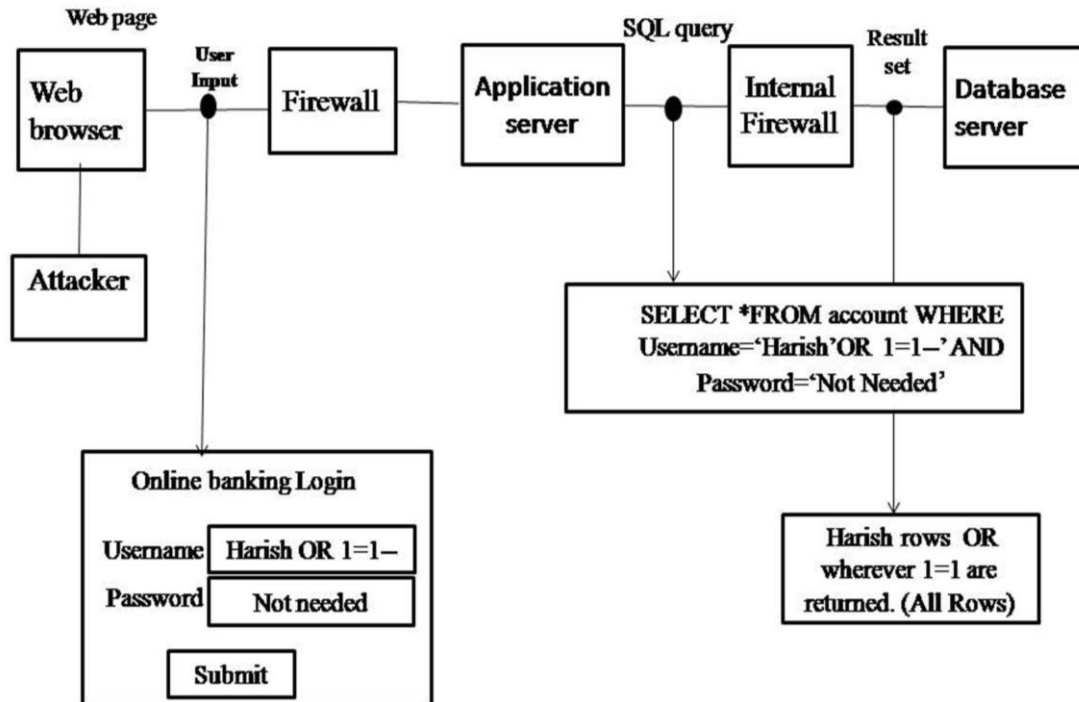 Web page
User
Input
SQL query
Result
set
Web
browser
Firewall
Application
server
Internal
Firewall
Database
server
Attacker
SELECT *FROM account WHERE
Username=‘Harish’OR 1=1–’AND
Password=‘Not Needed’
Online banking Login
Username Harish OR 1=1–
Password Not needed
Submit
Harish rows OR
wherever 1=1 are
returned. (All Rows)